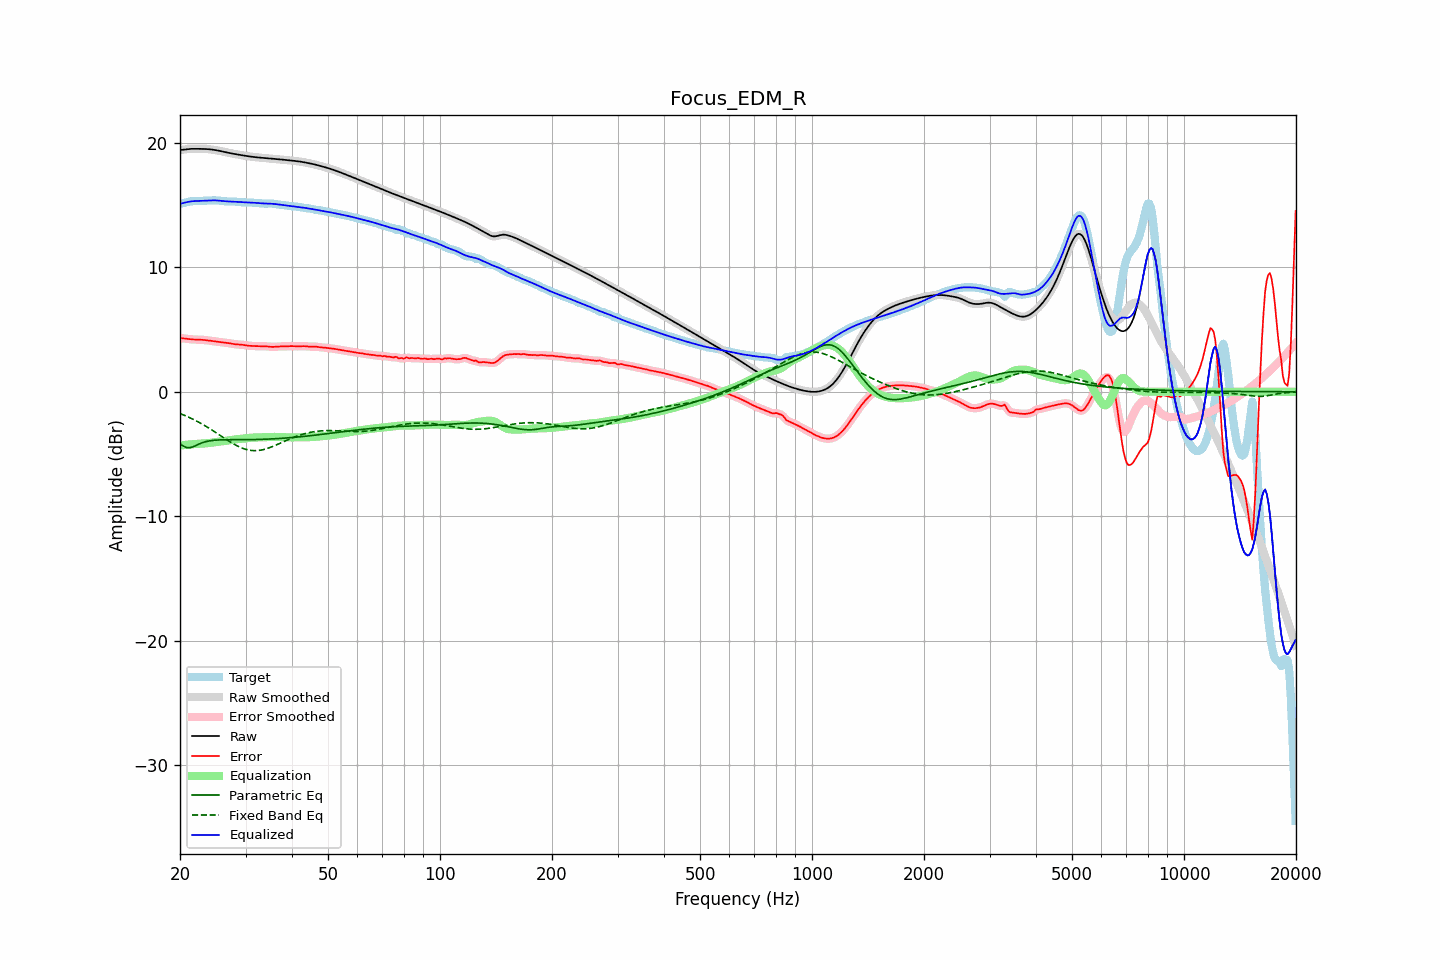 Focus_EDM_R
20
10
0
−10
−20
−30
Amplitude (dBr)
Target
Raw Smoothed
Error Smoothed
Raw
Error
Equalization
Parametric Eq
Fixed Band Eq
Equalized
20
50
100
200
500
1000
2000
5000
10000
20000
Frequency (Hz)